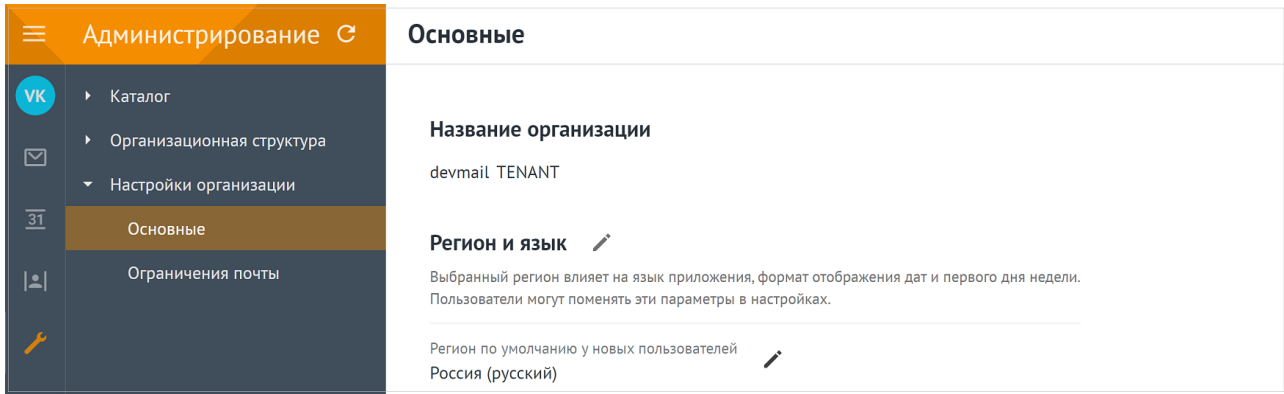 Администрирование
Основные
VK
Каталог
Организационная структура
Настройки организации
31
Основные
Ограничения почты
Название организации
devmail TENANT
Регион и язык
Выбранный регион влияет на язык приложения, формат отображения дат и первого дня недели.
Пользователи могут поменять эти параметры в настройках.
Регион по умолчанию у новых пользователей
Россия (русский)